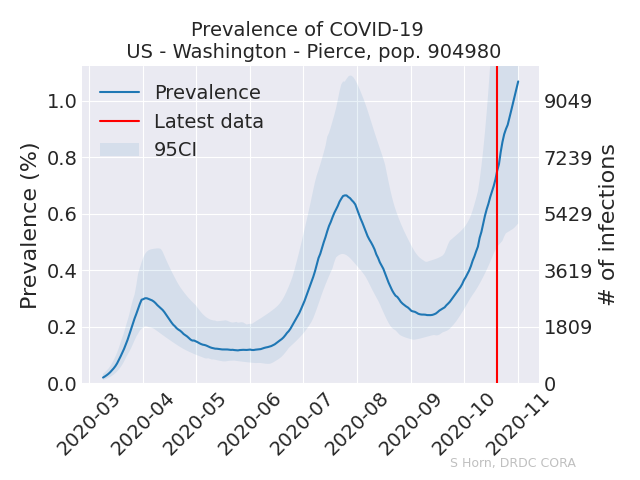 Prevalence of COVID-19
US - Washington - Pierce, pop. 904980
Prevalence
Latest data
95CI
Prevalence (%)
1.0
0.8
0.6
0.4
0.2
0.0
9049
7239
5429
3619
1809
0
# of infections
2020-03
2020-04
2020-05
2020-06
2020-07
2020-08
2020-09
2020-10
2020-11
S Horn, DRDC CORA